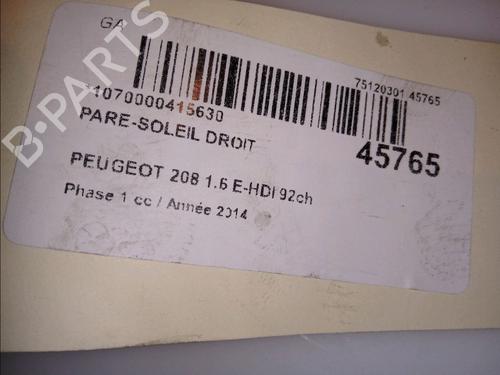 GA
75120301 45765
11070000415630
PARE-SOLEIL DROIT
45765
PEUGEOT 208 1.6 E-HDI 92ch
Phase 1 cc / Année 2014
B-PARTS